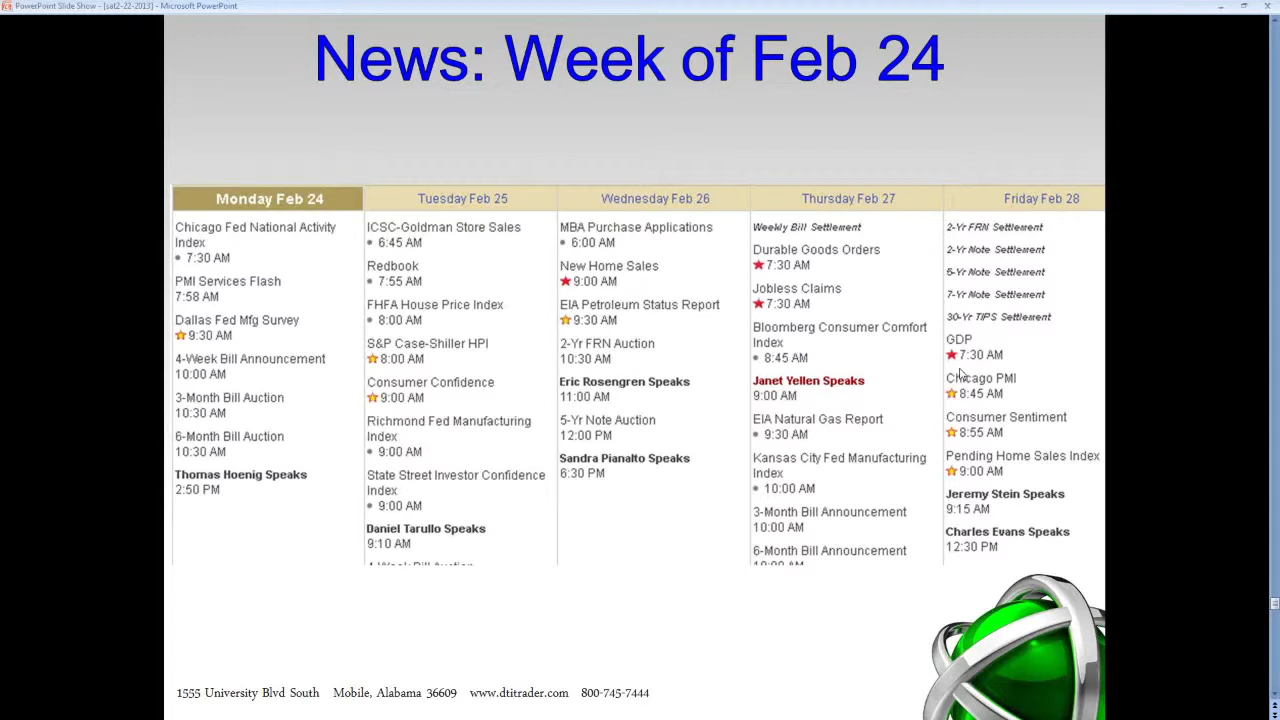 PowerPoint Slide Show - [sat2-22-2013] - Microsoft PowerPoint
News: Week of Feb 24
Monday Feb 24
Chicago Fed National Activity
Index
7:30 AM
PMI Services Flash
7:58 AM
Dallas Fed Mfg Survey
9:30 AM
4-Week Bill Announcement
10:00 AM
3-Month Bill Auction
10:30 AM
6-Month Bill Auction
10:30 AM
Thomas Hoenig Speaks
2:50 PM
Tuesday Feb 25
ICSC-Goldman Store Sales
6:45 AM
Redbook
7:55 AM
FHFA House Price Index
8:00 AM
S&P Case-Shiller HPI
8:00 AM
Consumer Confidence
9:00 AM
Richmond Fed Manufacturing
Index
9:00 AM
State Street Investor Confidence
Index
9:00 AM
Daniel Tarullo Speaks
9:10 AM
4-Week Bill Auction
Wednesday Feb 26
MBA Purchase Applications
6:00 AM
New Home Sales
9:00 AM
EIA Petroleum Status Report
9:30 AM
2-Yr FRN Auction
10:30 AM
Eric Rosengren Speaks
11:00 AM
5-Yr Note Auction
12:00 PM
Sandra Pianalto Speaks
6:30 PM
Thursday Feb 27
Weekly Bill Settlement
Durable Goods Orders
7:30 AM
Jobless Claims
7:30 AM
Bloomberg Consumer Comfort
Index
8:45 AM
Janet Yellen Speaks
9:00 AM
EIA Natural Gas Report
9:30 AM
Kansas City Fed Manufacturing
Index
10:00 AM
3-Month Bill Announcement
10:00 AM
6-Month Bill Announcement
10:00 AM
Friday Feb 28
2-Yr FRN Settlement
2-Yr Note Settlement
5-Yr Note Settlement
7-Yr Note Settlement
30-Yr TIPS Settlement
GDP
7:30 AM
Chicago PMI
8:45 AM
Consumer Sentiment
8:55 AM
Pending Home Sales Index
9:00 AM
Jeremy Stein Speaks
9:15 AM
Charles Evans Speaks
12:30 PM
1555 University Blvd South Mobile, Alabama 36609 www.dtitrader.com 800-745-7444